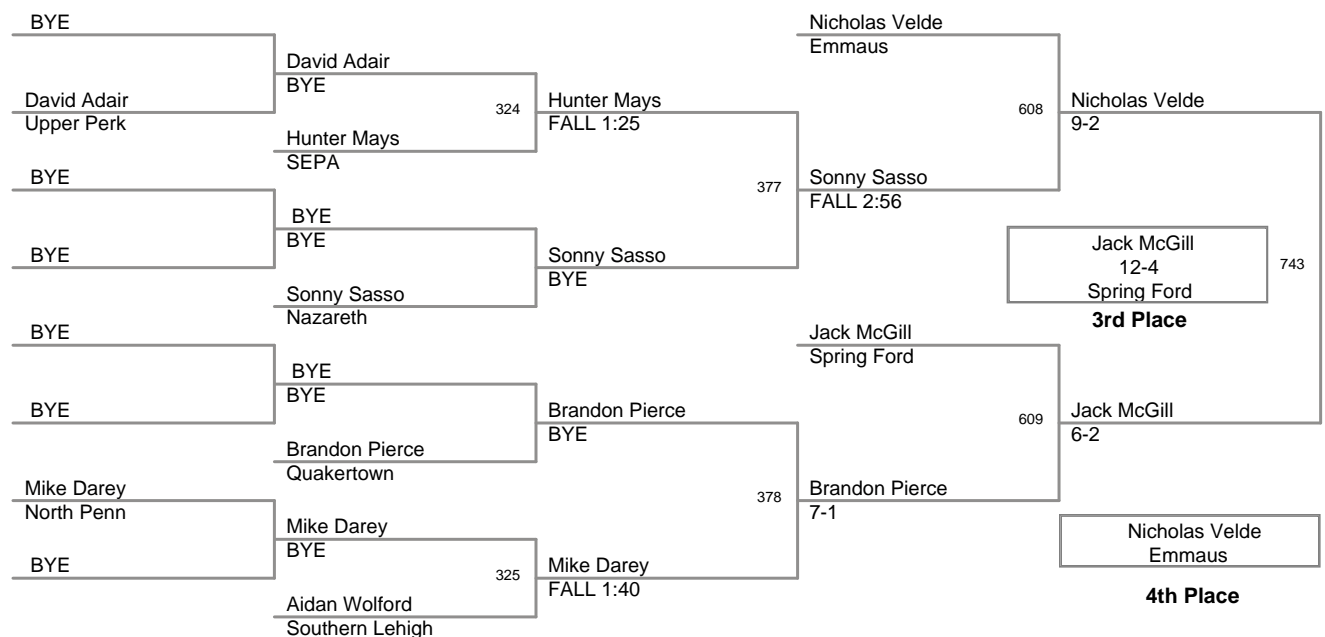 BYE
David Adair
Upper Perk
BYE
BYE
BYE
BYE
Mike Darey
North Penn
BYE
David Adair
BYE
324
Hunter Mays
SEPA
BYE
BYE
Sonny Sasso
Nazareth
BYE
BYE
Brandon Pierce
Quakertown
Mike Darey
BYE
325
Aidan Wolford
Southern Lehigh
Hunter Mays
FALL 1:25
377
Sonny Sasso
BYE
Brandon Pierce
BYE
378
Mike Darey
FALL 1:40
Nicholas Velde
Emmaus
608
Sonny Sasso
FALL 2:56
Jack McGill
Spring Ford
609
Brandon Pierce
7-1
Nicholas Velde
9-2
Jack McGill
12-4
Spring Ford
743
3rd Place
Jack McGill
6-2
Nicholas Velde
Emmaus
4th Place